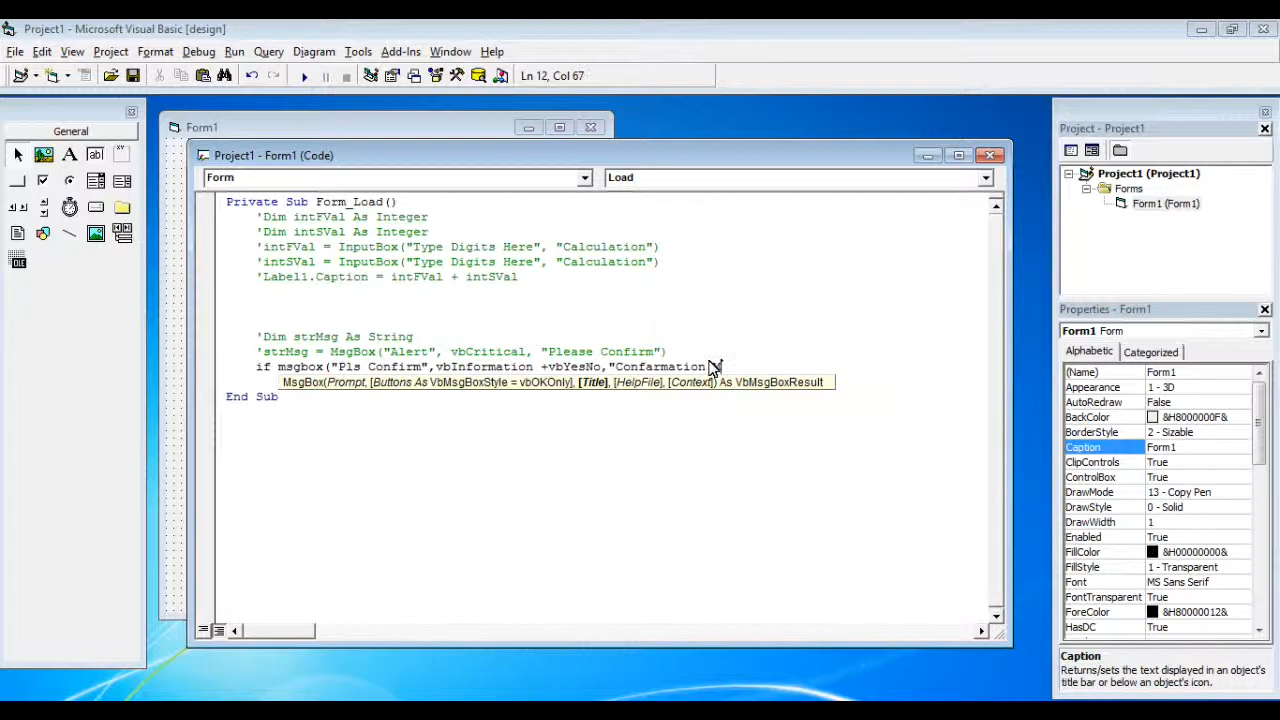 Project1 - Microsoft Visual Basic [design]
File Edit View Project Format Debug Run Query Diagram Tools Add-Ins Window Help
Ln 12, Col 67
General
Form1
Project1 - Form1 (Code)
Form Load
Private Sub Form_Load()
'Dim intFVal As Integer
'Dim intSVal As Integer
'intFVal = InputBox("Type Digits Here", "Calculation")
'intSVal = InputBox("Type Digits Here", "Calculation")
'Label1.Caption = intFVal + intSVal
'Dim strMsg As String
'strMsg = MsgBox("Alert", vbCritical, "Please Confirm")
if msgbox("Pls Confirm",vbInformation +vbYesNo,"Confarmation
MsgBox(Prompt, [Buttons As VbMsgBoxStyle = vbOKOnly], [Title], [HelpFile], [Context]) As VbMsgBoxResult
End Sub
A
ab|
XY
OLE
Project - Project1
Project1 (Project1)
Forms
Form1 (Form1)
Properties - Form1
Form1 Form
Alphabetic Categorized
(Name) Form1
Appearance 1 - 3D
AutoRedraw False
BackColor &H8000000F&
BorderStyle 2 - Sizable
Caption Form1
ClipControls True
ControlBox True
DrawMode 13 - Copy Pen
DrawStyle 0 - Solid
DrawWidth 1
Enabled True
FillColor &H00000000&
FillStyle 1 - Transparent
Font MS Sans Serif
FontTransparent True
ForeColor &H80000012&
HasDC True
Caption
Returns/sets the text displayed in an object's
title bar or below an object's icon.